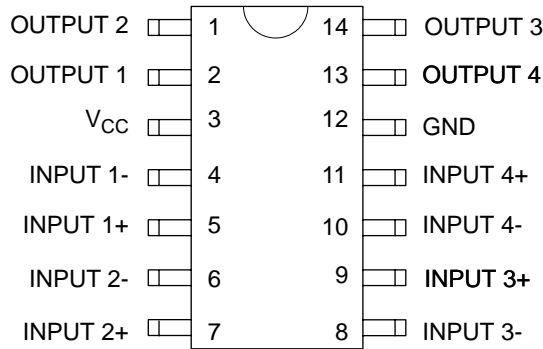 OUTPUT 2 1 14 OUTPUT 3
OUTPUT 1 2 13 OUTPUT 4
VCC 3 12 GND
INPUT 1- 4 11 INPUT 4+
INPUT 1+ 5 10 INPUT 4-
INPUT 2- 6 9 INPUT 3+
INPUT 2+ 7 8 INPUT 3-